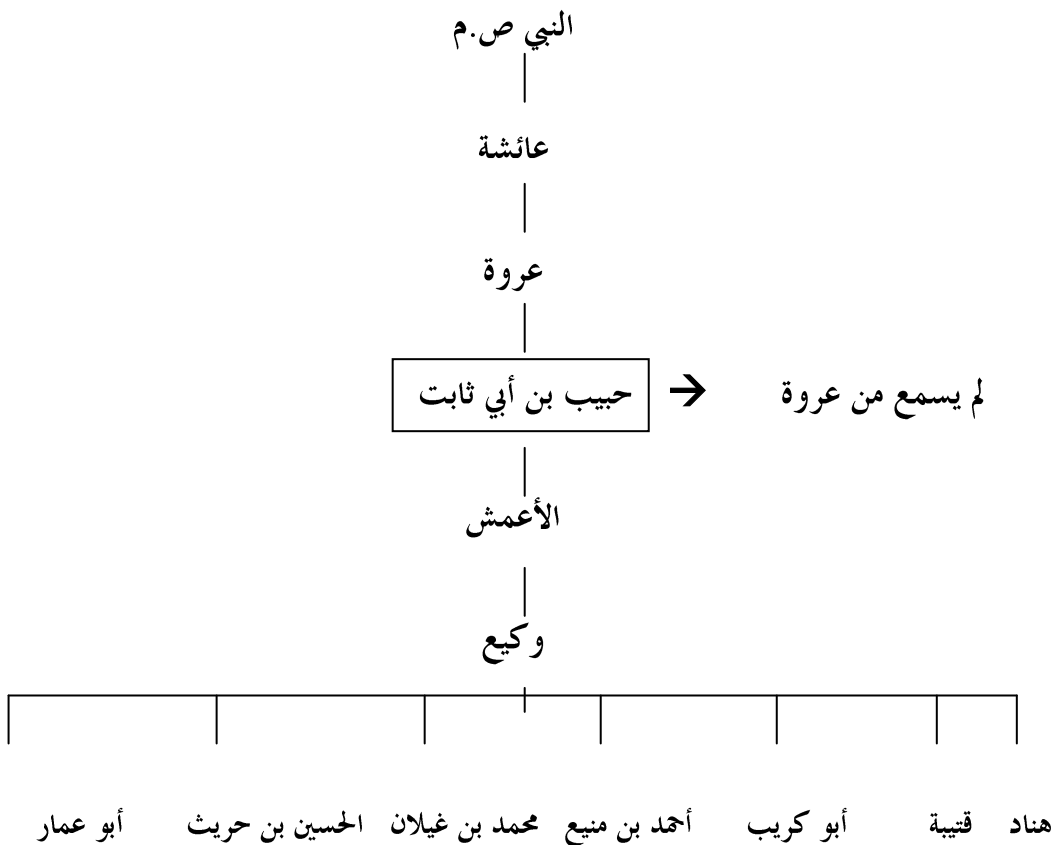 النبي ص.م
عائشة
عروة
حبيب بن أبي ثابت → لم يسمع من عروة
الأعمش
وكيع
هناد قتيبة أبو كريب أحمد بن منيع محمد بن غيلان الحسين بن حريث أبو عمار